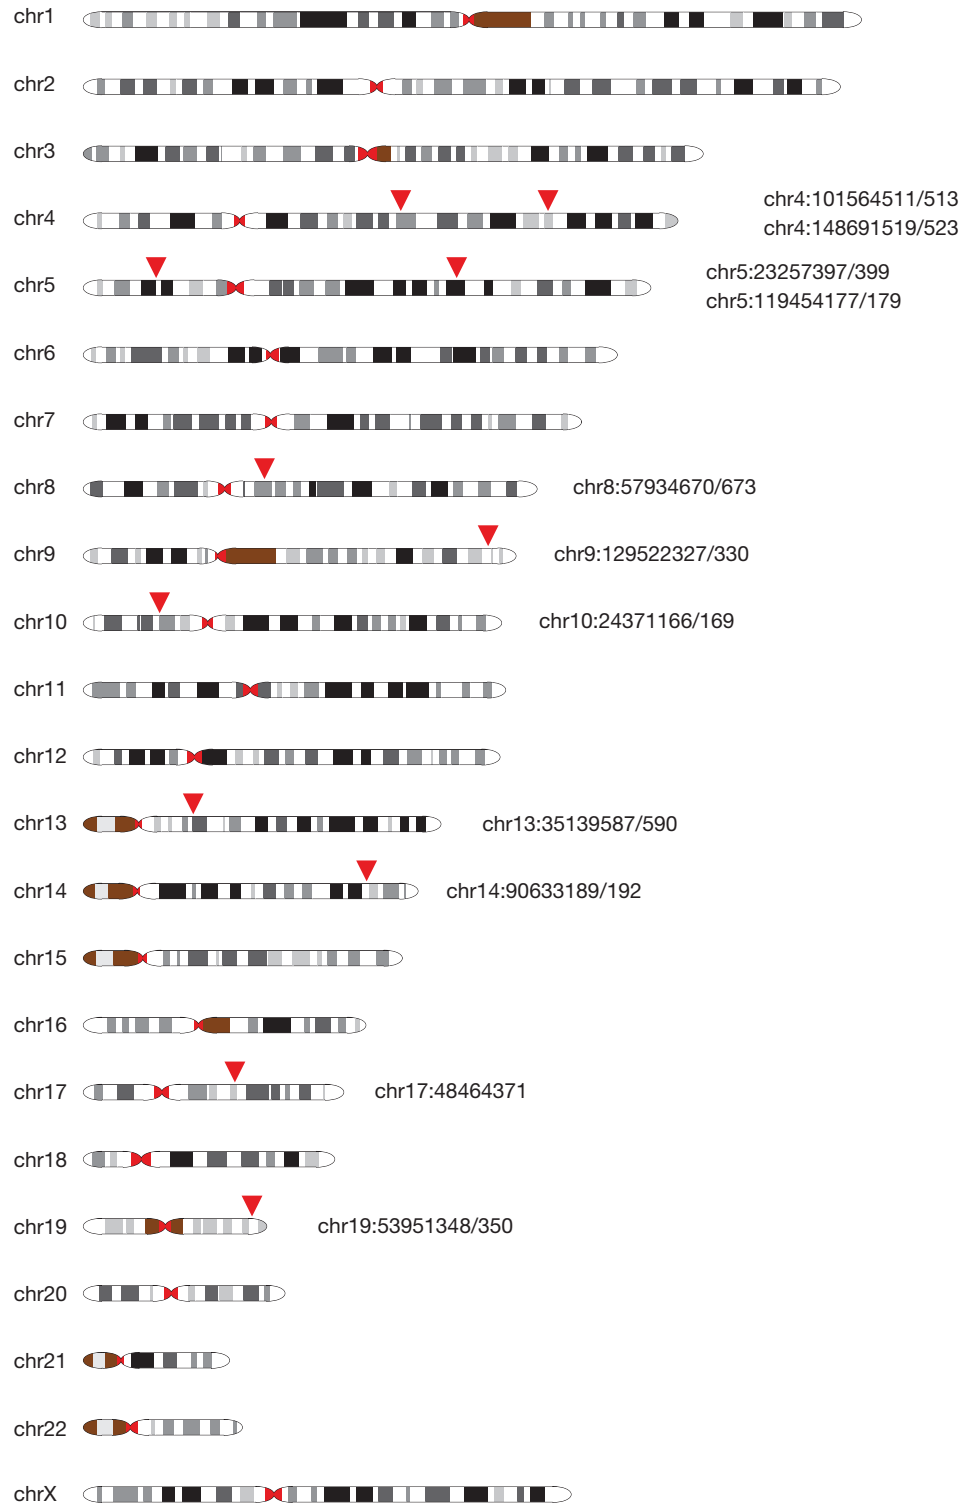 chr1
chr2
chr3
chr4
chr4:101564511/513
chr4:148691519/523
chr5
chr5:23257397/399
chr5:119454177/179
chr6
chr7
chr8
chr8:57934670/673
chr9
chr9:129522327/330
chr10
chr10:24371166/169
chr11
chr12
chr13
chr13:35139587/590
chr14
chr14:90633189/192
chr15
chr16
chr17
chr17:48464371
chr18
chr19
chr19:53951348/350
chr20
chr21
chr22
chrX